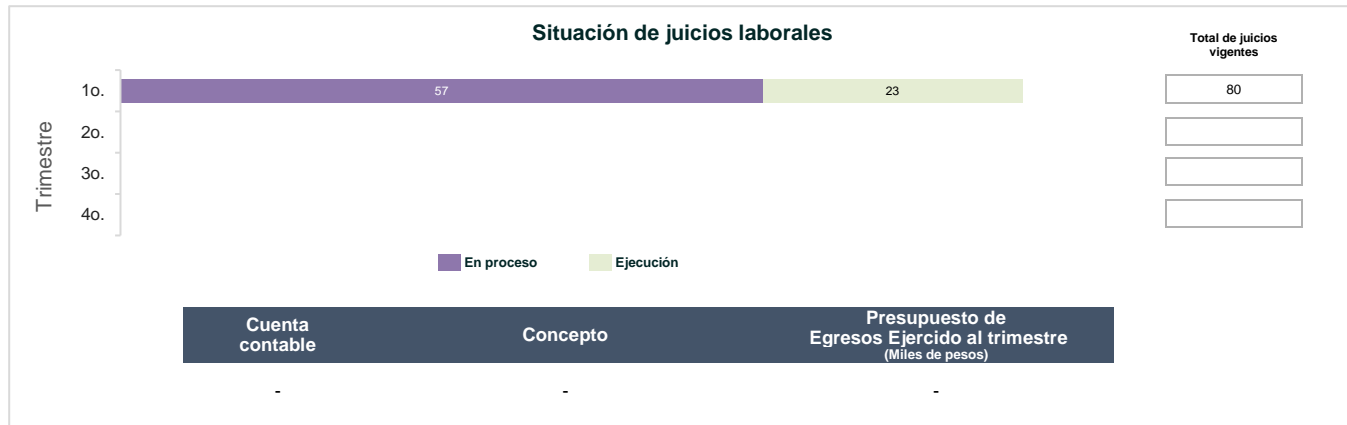 Situación de juicios laborales
Total de juicios
vigentes
Trimestre
1o.
57
23
80
2o.
3o.
4o.
En proceso
Ejecución
Cuenta
contable
Concepto
Presupuesto de
Egresos Ejercido al trimestre
(Miles de pesos)
-
-
-